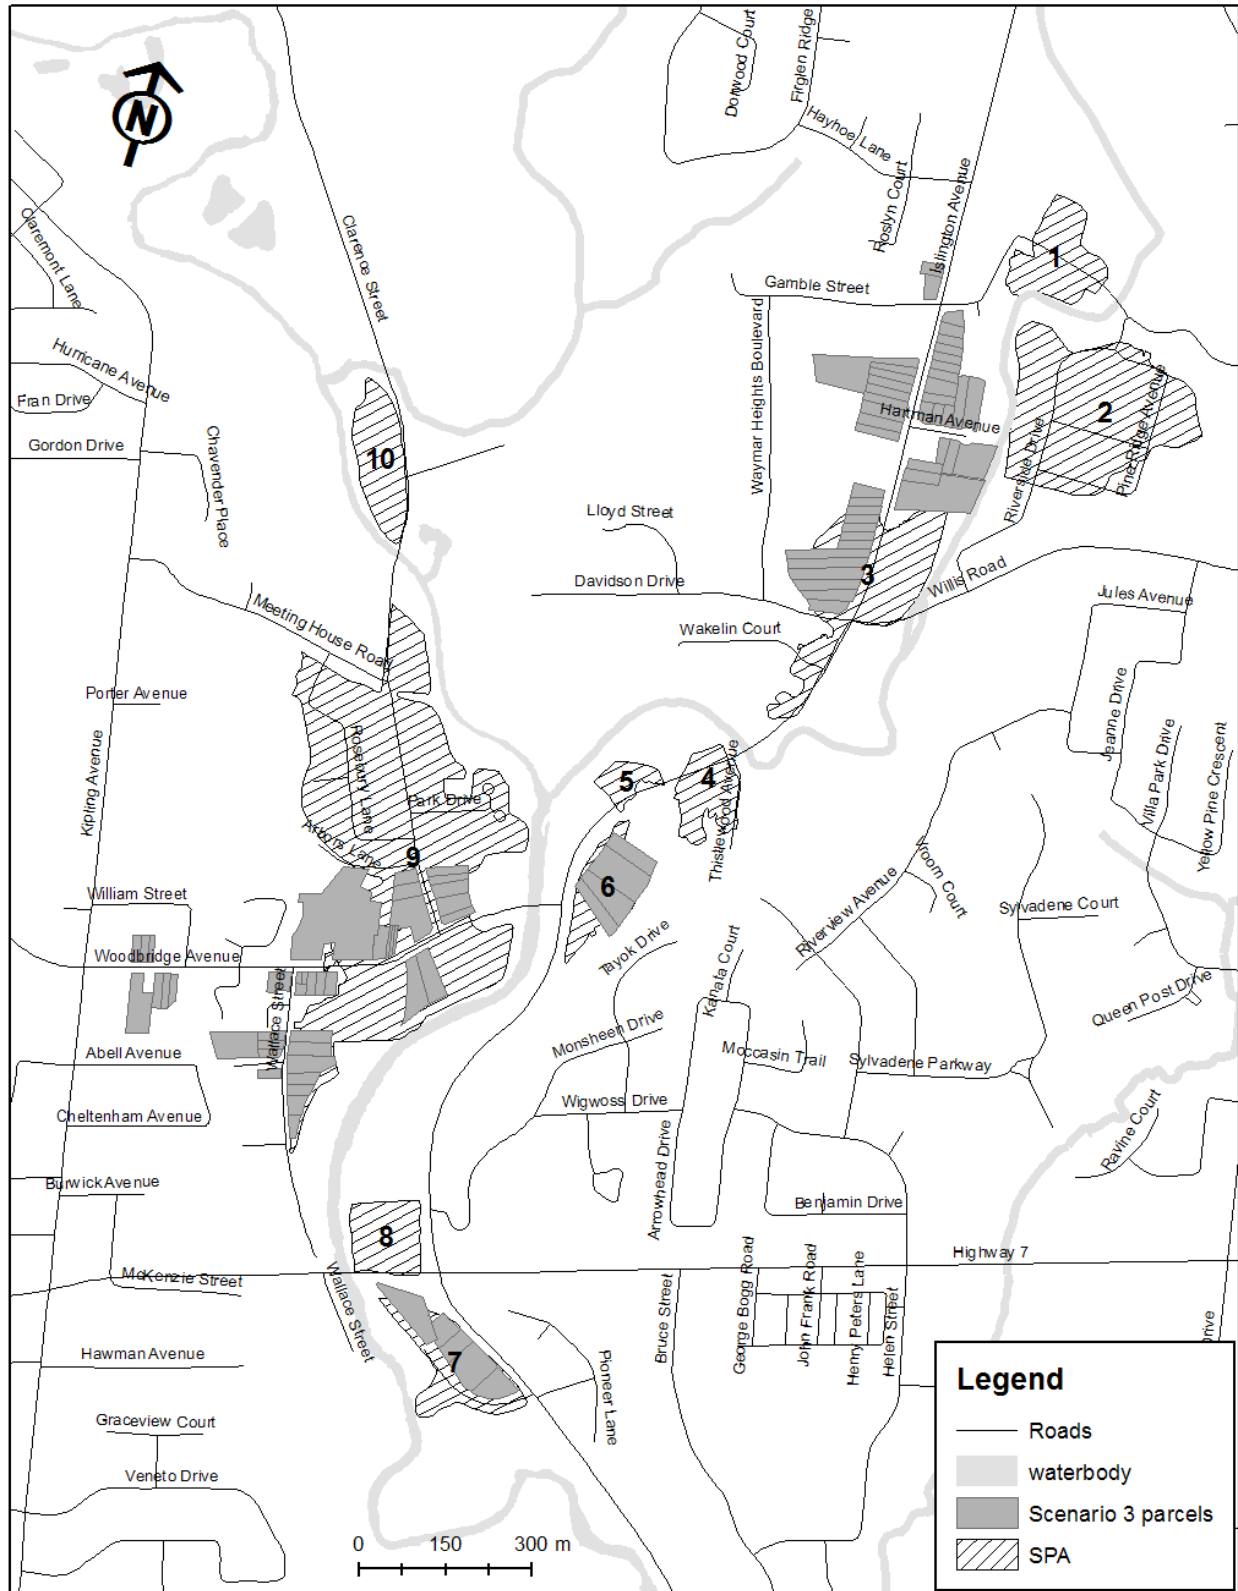 Dorwood Court
Firglen Ridge
Hayhoe Lane
Roslyn Court
Islington Avenue
N
Claremont Lane
Clarence Street
1
Gamble Street
Waymar Heights Boulevard
Hurricane Avenue
Fran Drive
Gordon Drive
Chavender Place
Hartman Avenue
2
Riverside Drive
Pine Ridge Avenue
10
Lloyd Street
Davidson Drive
3
Willis Road
Jules Avenue
Wakelin Court
Meeting House Road
Porter Avenue
Jeanne Drive
Villa Park Drive
Yellow Pine Crescent
Kipling Avenue
Rosebury Lane
Park Drive
5
4
Thistlewood Avenue
Arbors Lane
9
6
William Street
Woodbridge Avenue
Wallace Street
Tayok Drive
Kanata Court
Riverview Avenue
Vroom Court
Sylvadene Court
Queen Post Drive
Monsheen Drive
Moccasin Trail
Sylvadene Parkway
Abell Avenue
Cheltenham Avenue
Wigwoss Drive
Arrowhead Drive
Ravine Court
Burwick Avenue
Benjamin Drive
8
Highway 7
McKenzie Street
Wallace Street
Bruce Street
George Bogg Road
John Frank Road
Henry Peters Lane
Helen Street
Drive
Hawman Avenue
7
Pioneer Lane
Graceview Court
Veneto Drive
0 150 300 m
Legend
Roads
waterbody
Scenario 3 parcels
SPA